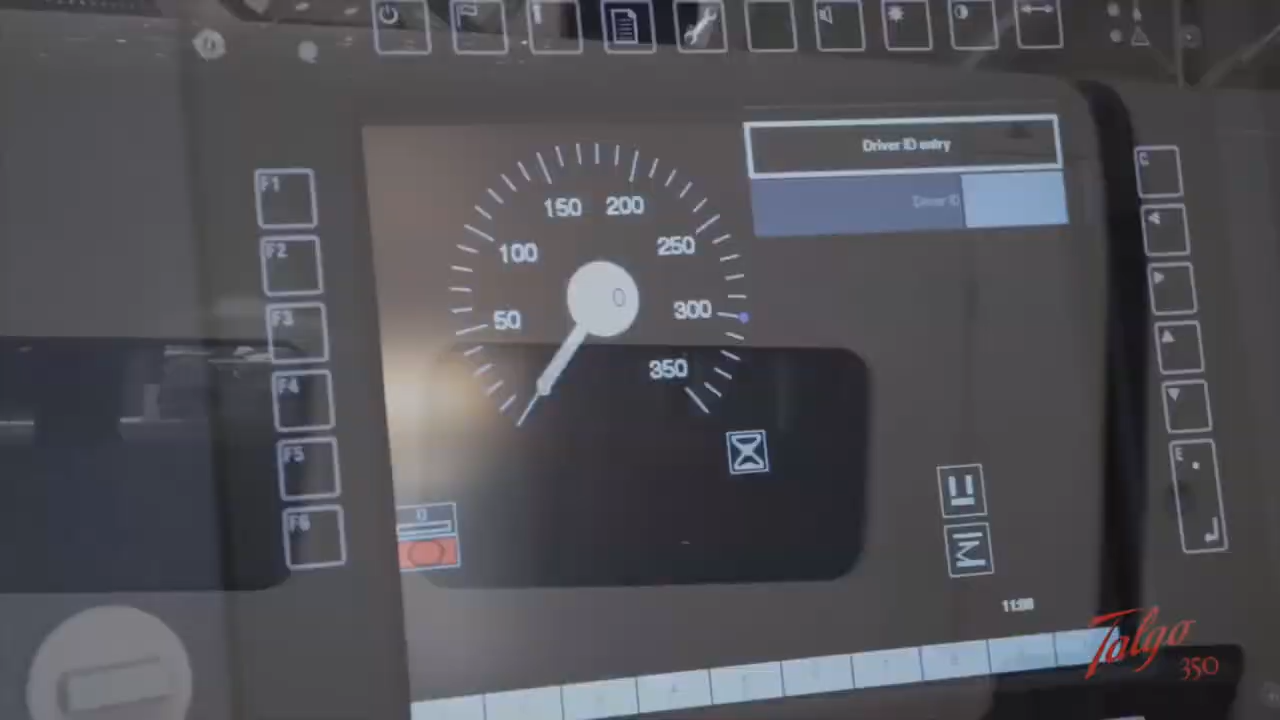 Driver ID entry
Driver ID
F1
F2
F3
F4
F5
F6
150 200
100 250
50 300
350
0
C
E
11:08
Talgo
350